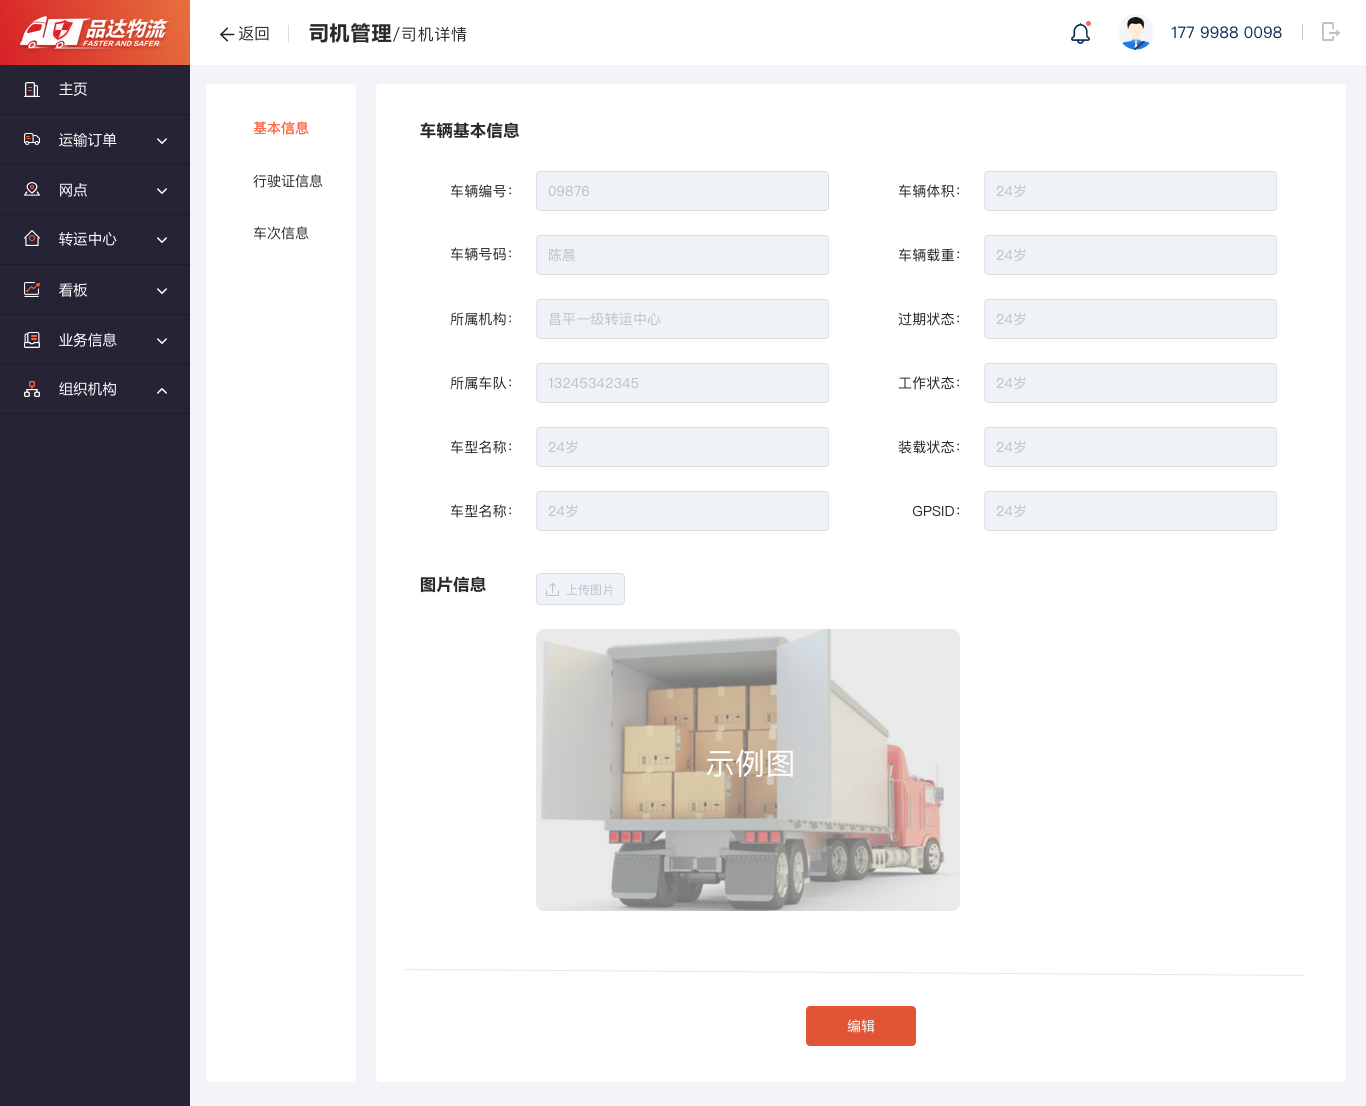 品达物流
FASTER AND SAFER
返回
司机管理/司机详情
177 9988 0098
主页
运输订单
网点
转运中心
看板
业务信息
组织机构
基本信息
行驶证信息
车次信息
车辆基本信息
车辆编号： 09876 车辆体积： 24岁
车辆号码： 陈晨 车辆载重： 24岁
所属机构： 昌平一级转运中心 过期状态： 24岁
所属车队： 13245342345 工作状态： 24岁
车型名称： 24岁 装载状态： 24岁
车型名称： 24岁 GPSID： 24岁
图片信息 上传图片
示例图
编辑